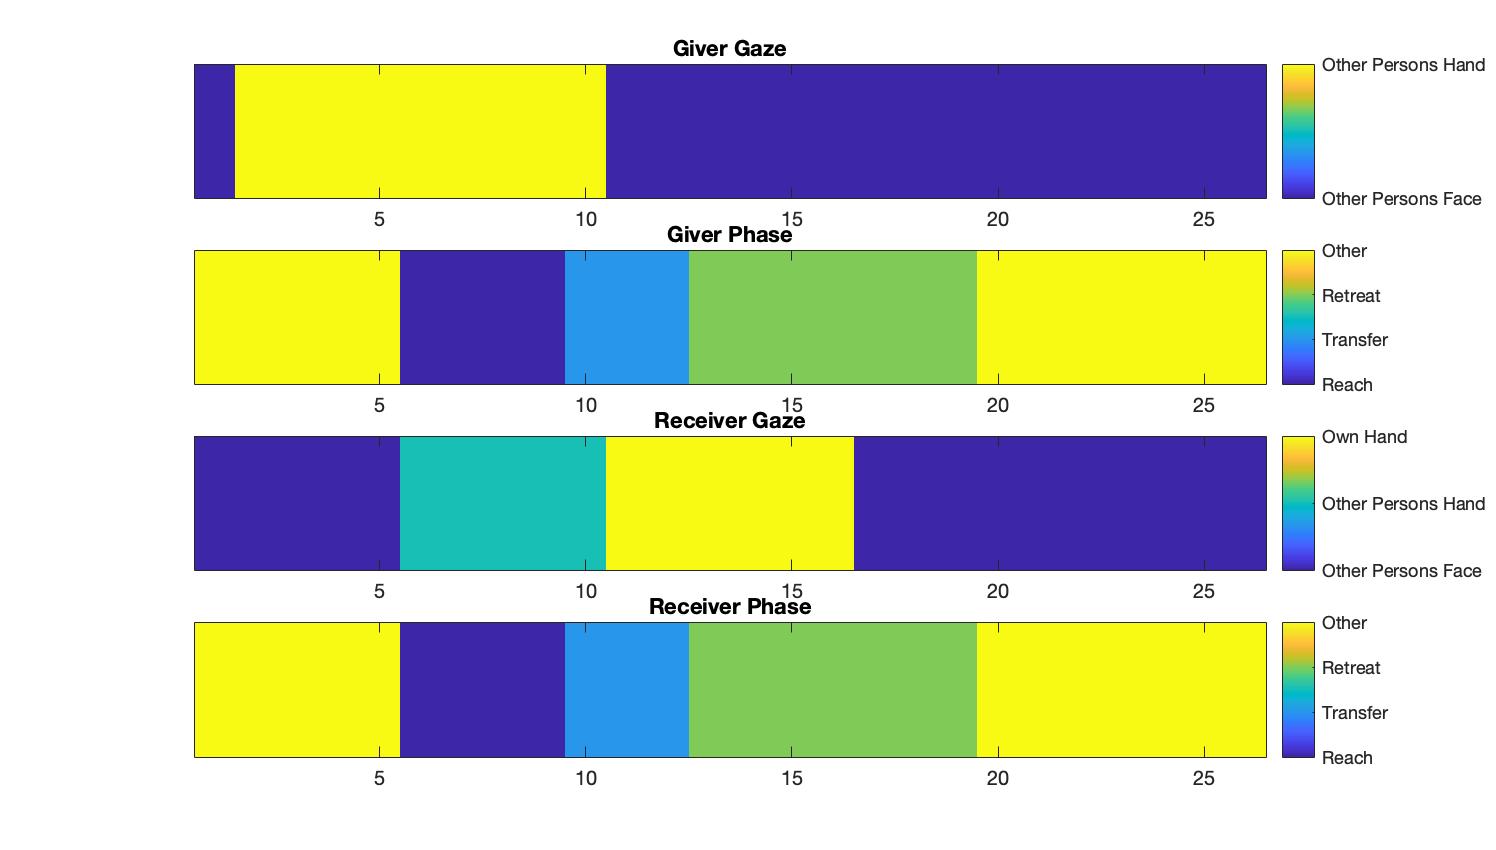 Giver Gaze
Other Persons Hand
Other Persons Face
5 10 15 20 25
Giver Phase
Other
Retreat
Transfer
Reach
5 10 15 20 25
Receiver Gaze
Own Hand
Other Persons Hand
Other Persons Face
5 10 15 20 25
Receiver Phase
Other
Retreat
Transfer
Reach
5 10 15 20 25